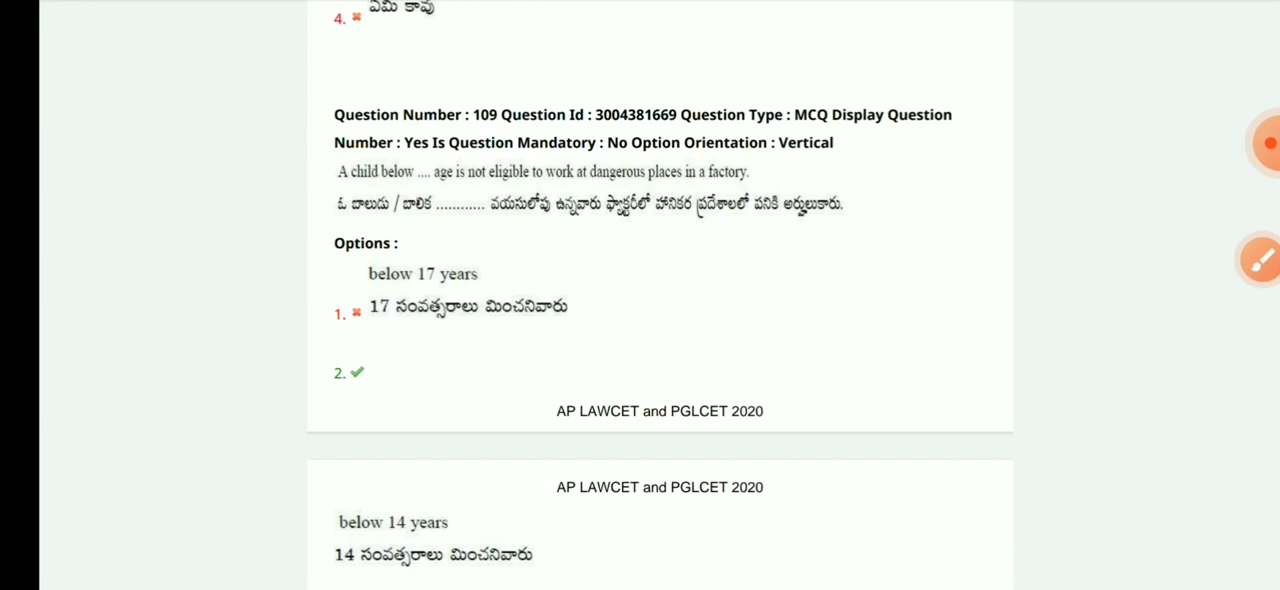 ఏమీ కావు
4.
Question Number : 109 Question Id : 3004381669 Question Type : MCQ Display Question
Number : Yes Is Question Mandatory : No Option Orientation : Vertical
A child below .... age is not eligible to work at dangerous places in a factory.
ఓ బాలుడు / బాలిక ............ వయసులోపు ఉన్నవారు ఫ్యాక్టరీలో హానికర ప్రదేశాలలో పనికి అర్హులుకారు.
Options :
below 17 years
1. 17 సంవత్సరాలు మించనివారు
2.
AP LAWCET and PGLCET 2020
AP LAWCET and PGLCET 2020
below 14 years
14 సంవత్సరాలు మించనివారు